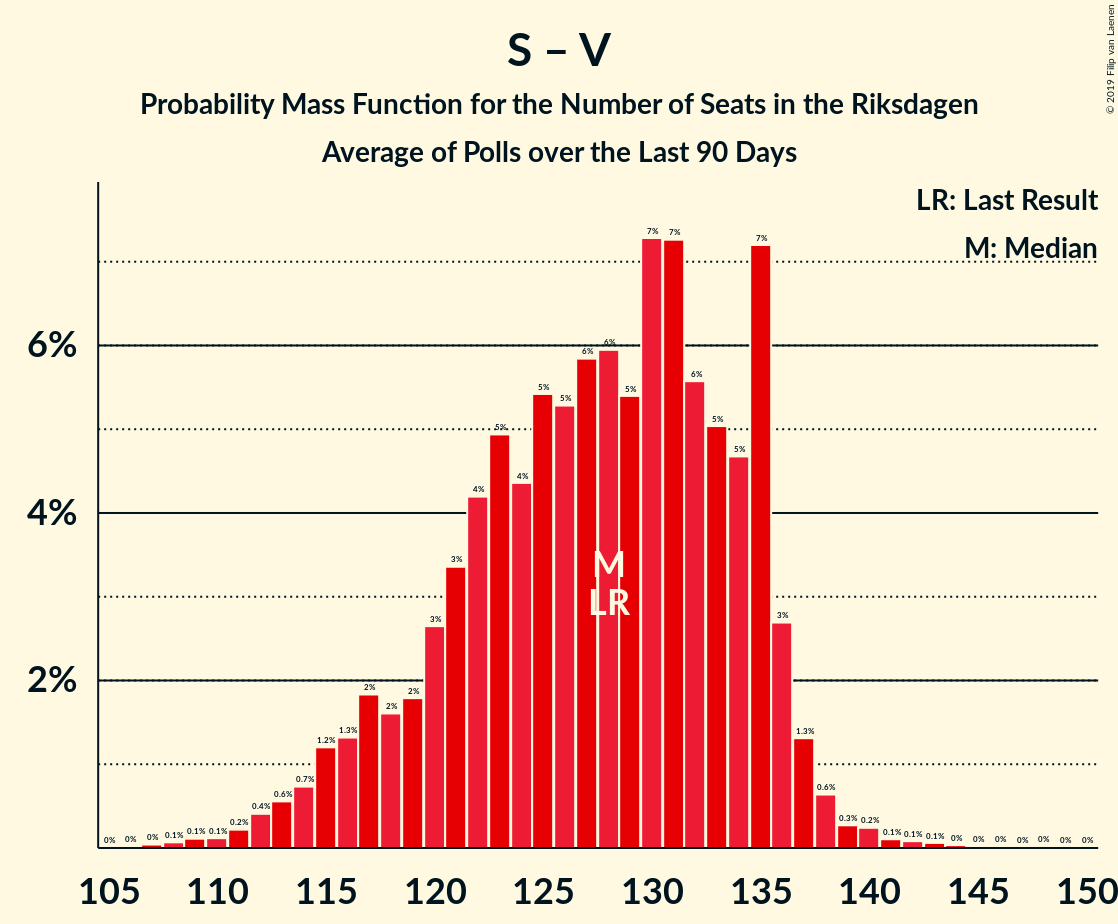 S – V
Probability Mass Function for the Number of Seats in the Riksdagen
Average of Polls over the Last 90 Days
© 2019 Filip van Laenen
LR: Last Result
M: Median
6%
4%
2%
0% 0% 0% 0.1% 0.1% 0.1% 0.2% 0.4% 0.6% 0.7% 1.2% 1.3% 2% 2% 2% 3% 3% 4% 5% 4% 5% 5% 6% 6% 5% 7% 7% 6% 5% 5% 7% 3% 1.3% 0.6% 0.3% 0.2% 0.1% 0.1% 0.1% 0% 0% 0% 0% 0% 0% 0%
M
LR
105 110 115 120 125 130 135 140 145 150